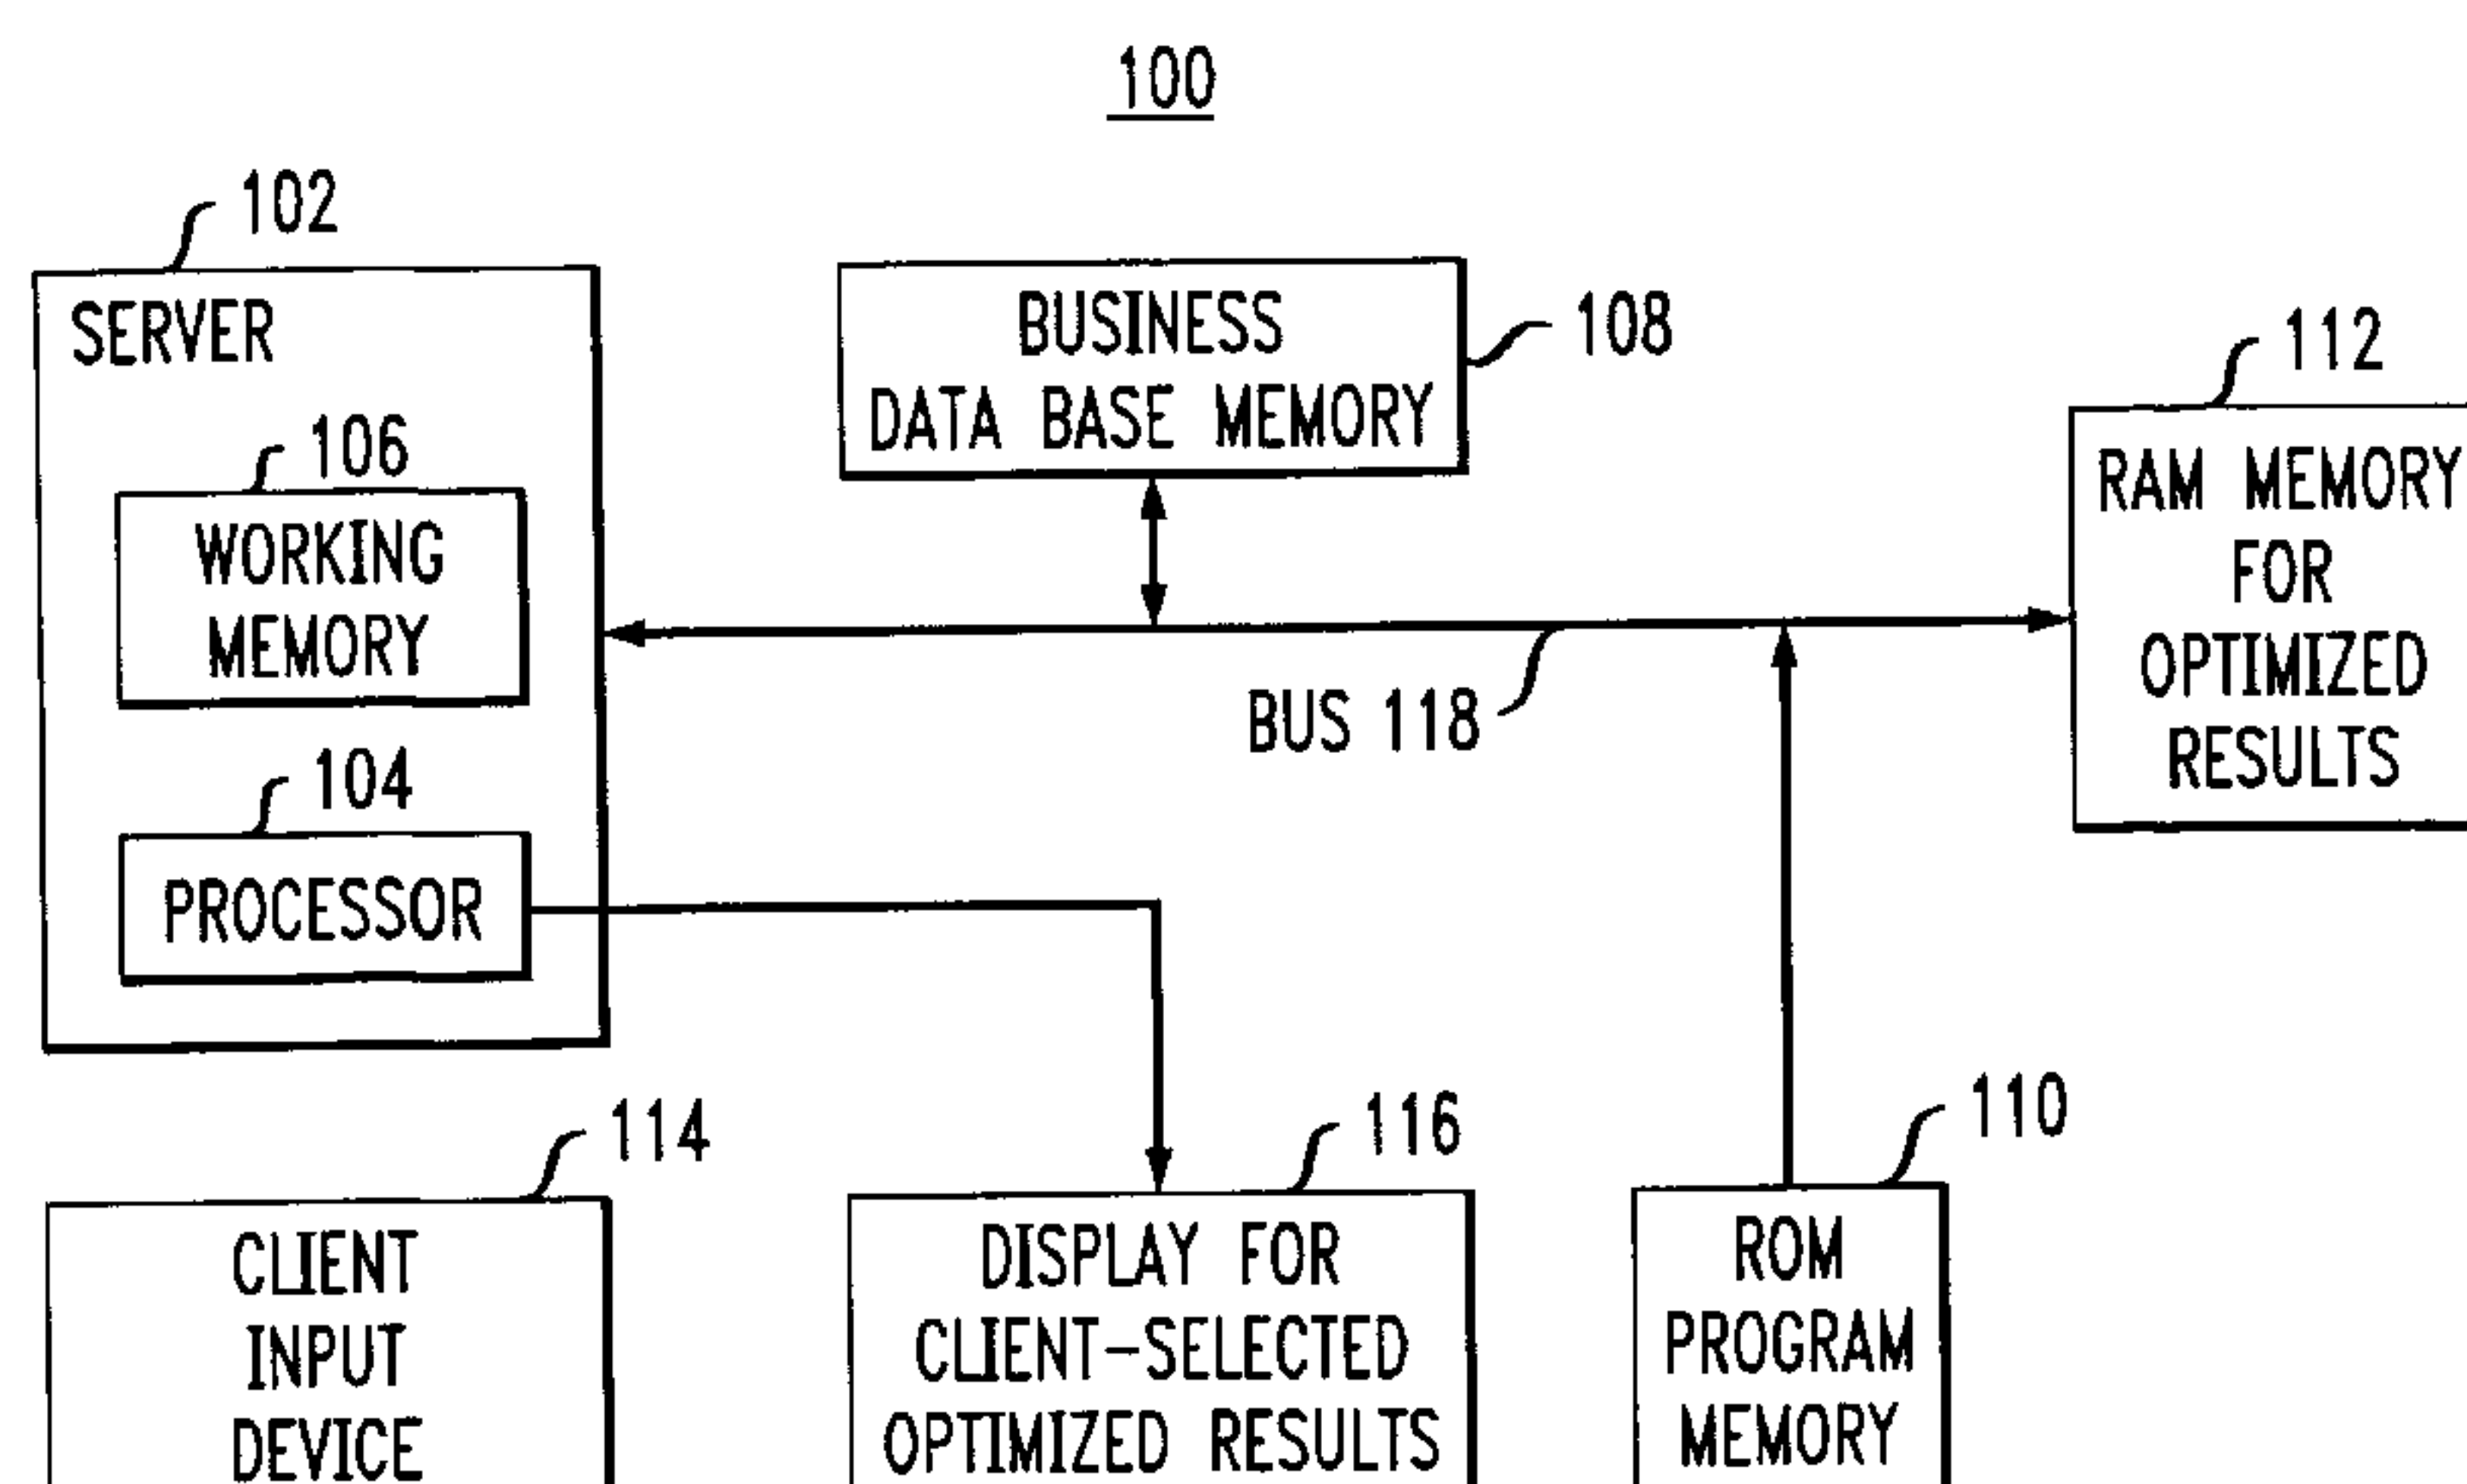 100
102
SERVER
106
WORKING
MEMORY
104
PROCESSOR
BUSINESS
DATA BASE MEMORY
108
112
RAM MEMORY
FOR
OPTIMIZED
RESULTS
BUS 118
114
CLIENT
INPUT
DEVICE
116
DISPLAY FOR
CLIENT-SELECTED
OPTIMIZED RESULTS
110
ROM
PROGRAM
MEMORY